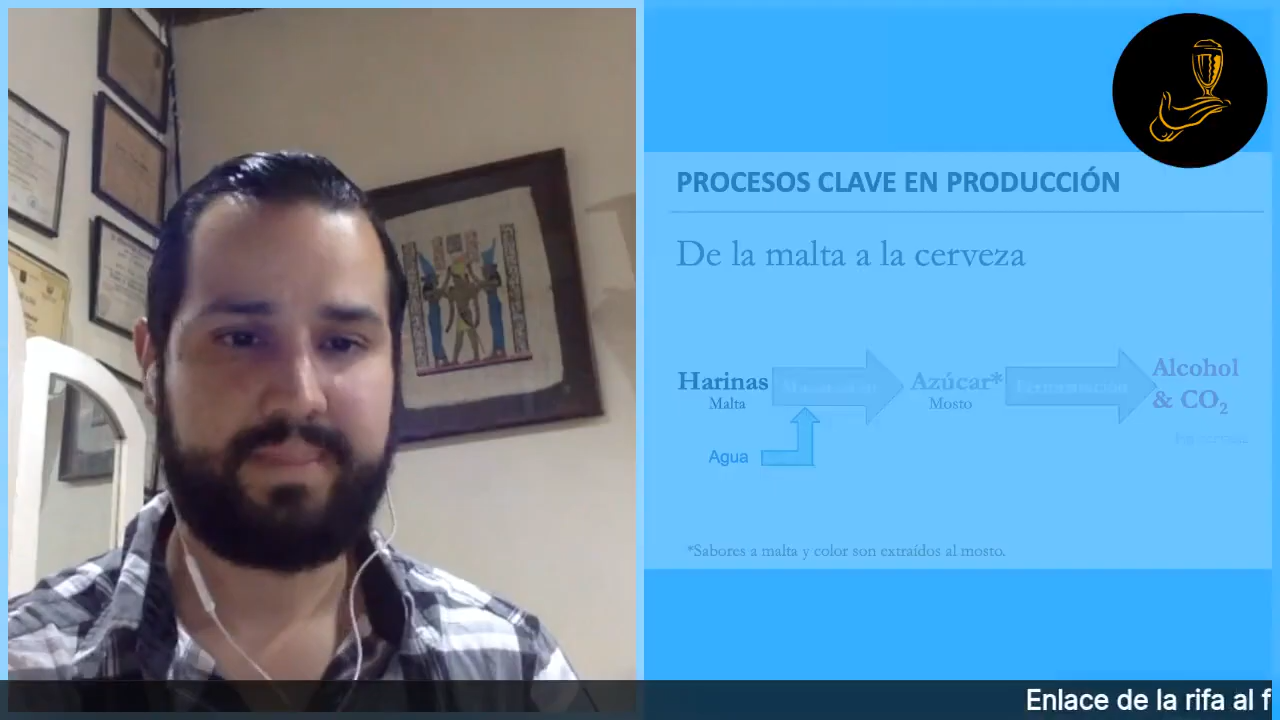 PROCESOS CLAVE EN PRODUCCIÓN
De la malta a la cerveza
Harinas
Malta
Azúcar*
Mosto
Fermentación
Alcohol
& CO₂
Agua
*Sabores a malta y color son extraídos al mosto.
Enlace de la rifa al f